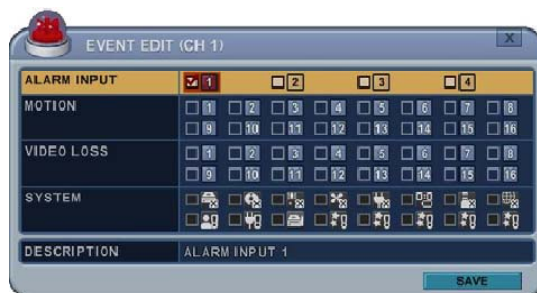 EVENT EDIT (CH 1)
X
ALARM INPUT 1 2 3 4
MOTION 1 2 3 4 5 6 7 8
9 10 11 12 13 14 15 16
VIDEO LOSS 1 2 3 4 5 6 7 8
9 10 11 12 13 14 15 16
SYSTEM
DESCRIPTION ALARM INPUT 1
SAVE